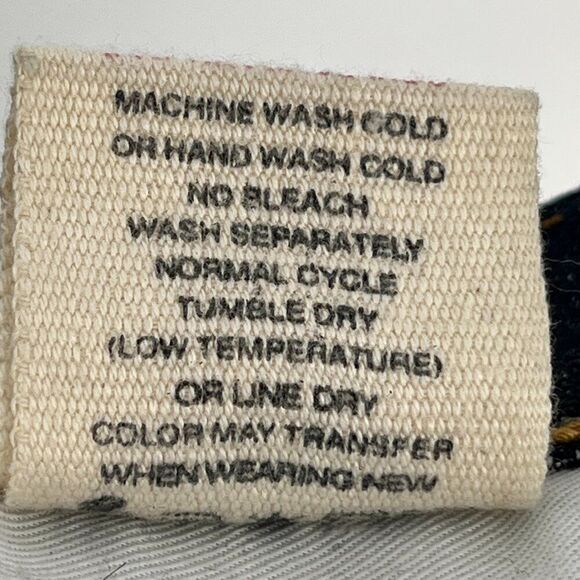 MACHINE WASH COLD
OR HAND WASH COLD
NO BLEACH
WASH SEPARATELY
NORMAL CYCLE
TUMBLE DRY
(LOW TEMPERATURE)
OR LINE DRY
COLOR MAY TRANSFER
WHEN WEARING NEW